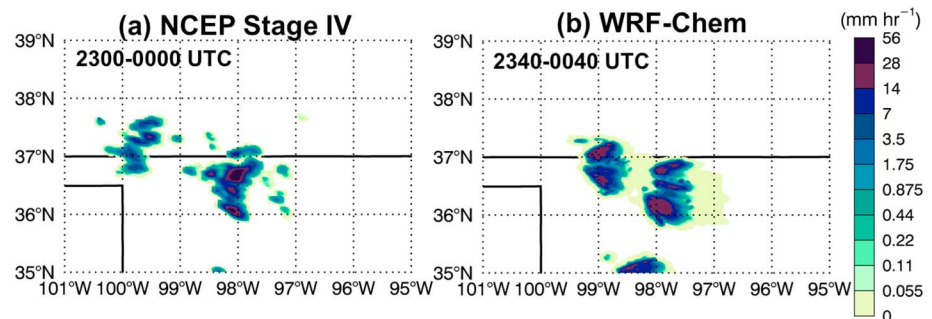 (a) NCEP Stage IV
(b) WRF-Chem
(mm hr⁻¹)
2300-0000 UTC
2340-0040 UTC
39°N
38°N
37°N
36°N
35°N
101°W 100°W 99°W 98°W 97°W 96°W 95°W
39°N
38°N
37°N
36°N
35°N
101°W 100°W 99°W 98°W 97°W 96°W 95°W
56
28
14
7
3.5
1.75
0.875
0.44
0.22
0.11
0.055
0